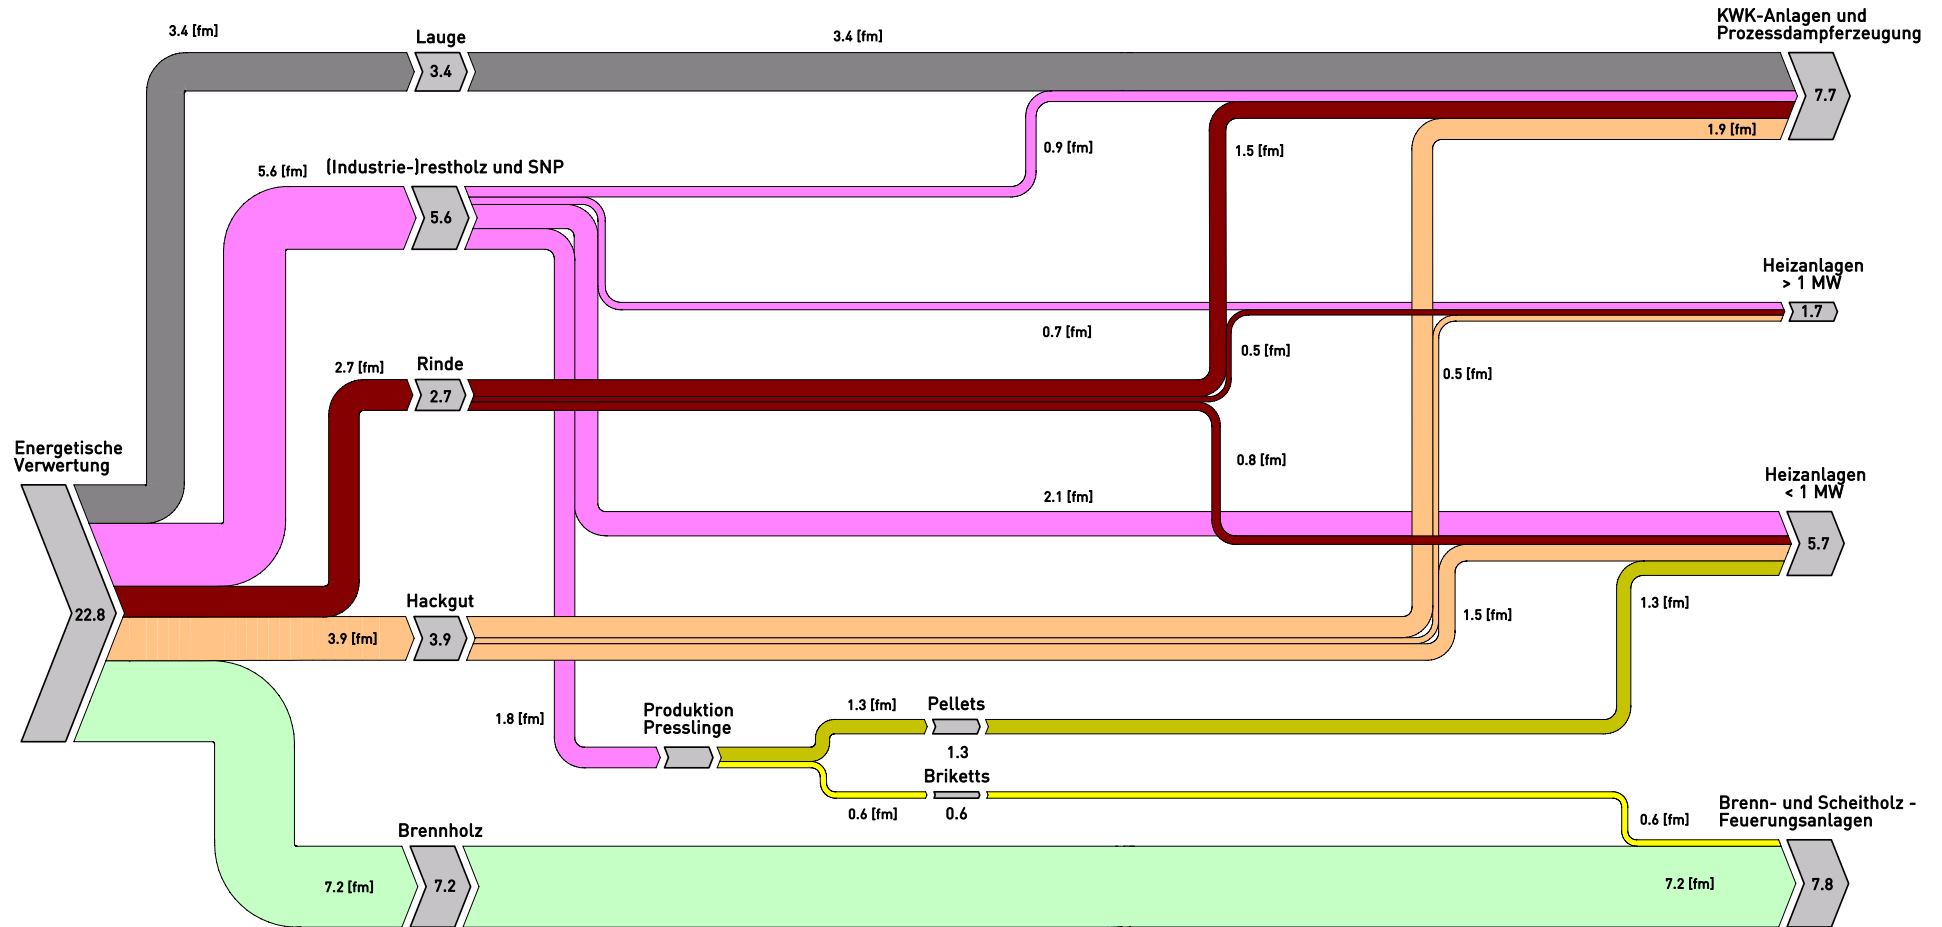 KWK-Anlagen und
Prozessdampferzeugung
3.4 [fm]
Lauge
3.4 [fm]
3.4
7.7
1.9 [fm]
0.9 [fm]
1.5 [fm]
5.6 [fm]
(Industrie-)restholz und SNP
5.6
Heizanlagen
> 1 MW
1.7
0.7 [fm]
0.5 [fm]
0.5 [fm]
2.7 [fm]
Rinde
2.7
Energetische
Verwertung
22.8
0.8 [fm]
2.1 [fm]
Heizanlagen
< 1 MW
5.7
Hackgut
3.9 [fm]
3.9
1.5 [fm]
1.3 [fm]
1.8 [fm]
Produktion
Presslinge
1.3 [fm]
Pellets
1.3
Briketts
0.6 [fm]
0.6
0.6 [fm]
Brenn- und Scheitholz -
Feuerungsanlagen
Brennholz
7.2 [fm]
7.2
7.2 [fm]
7.8